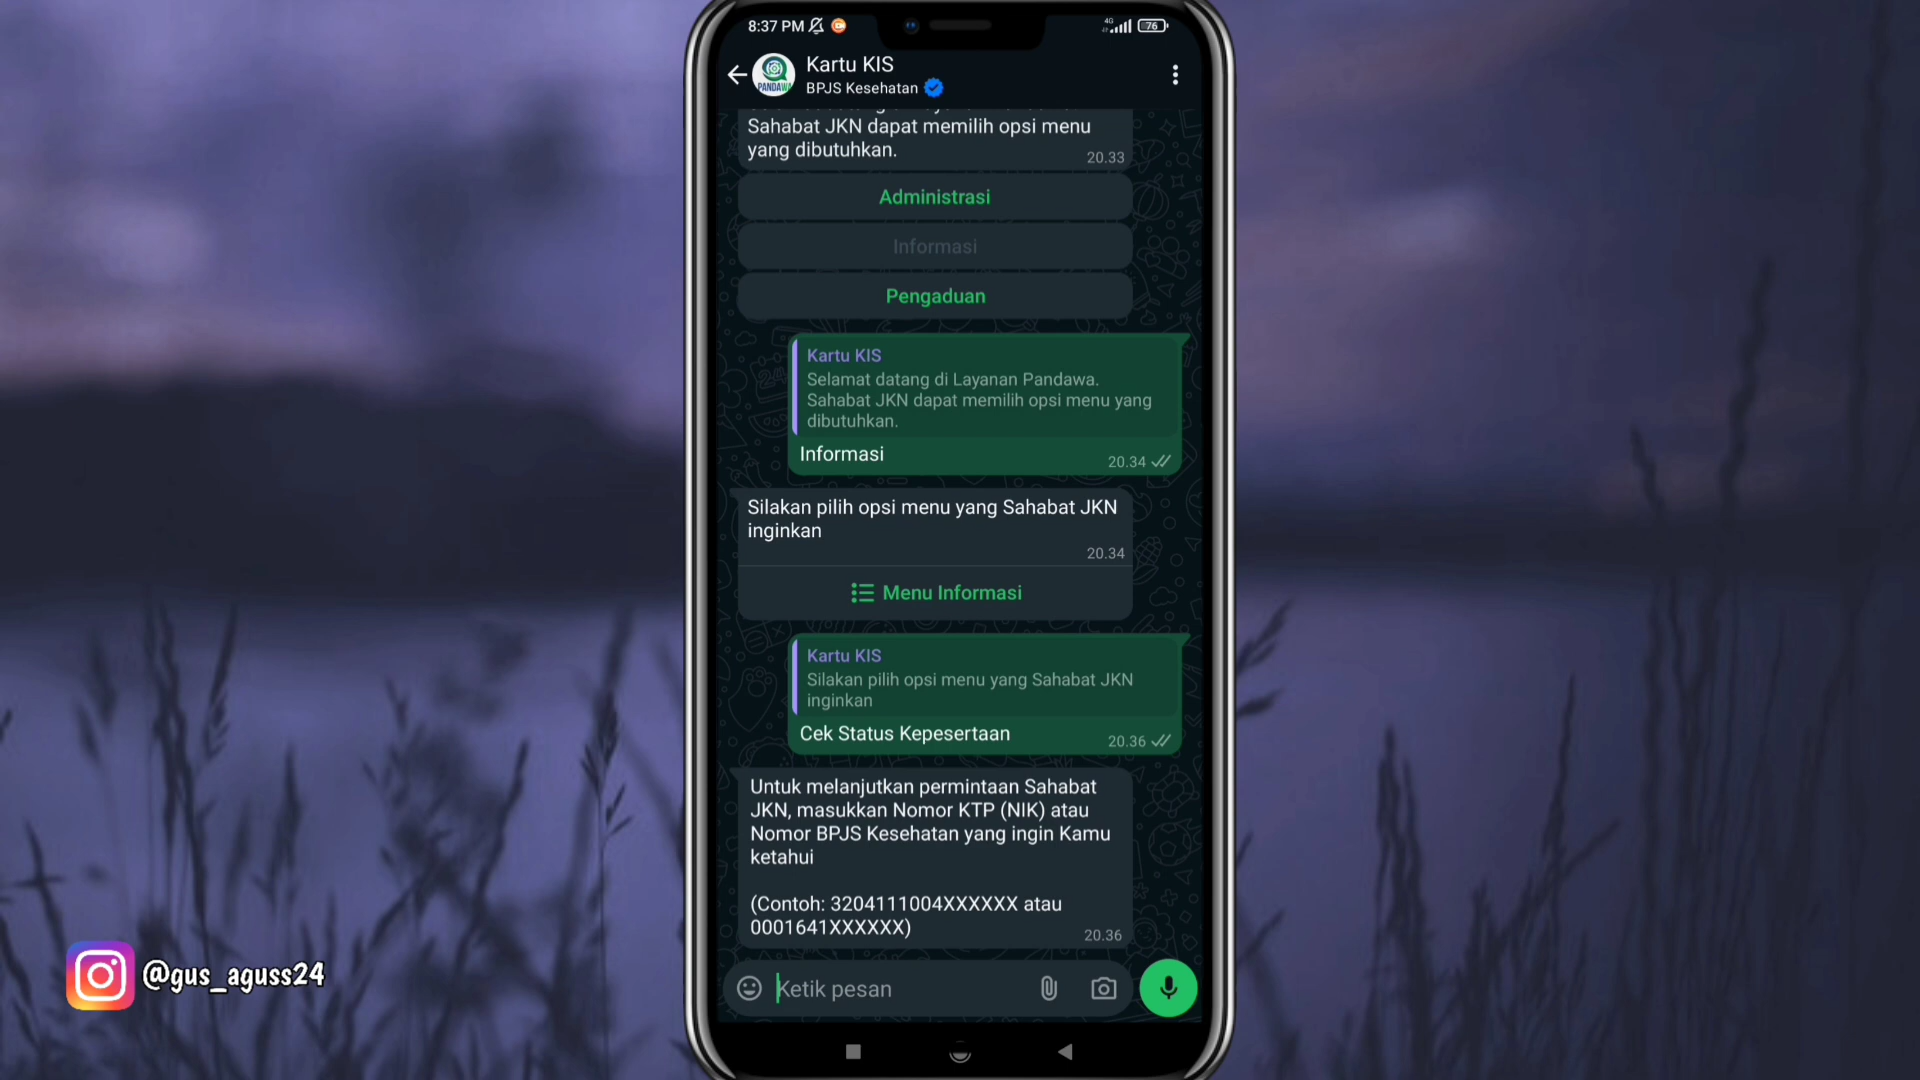 8:37 PM
4G
76
Kartu KIS
BPJS Kesehatan
PANDAWA
Sahabat JKN dapat memilih opsi menu
yang dibutuhkan.
20.33
Administrasi
Informasi
Pengaduan
Kartu KIS
Selamat datang di Layanan Pandawa.
Sahabat JKN dapat memilih opsi menu yang
dibutuhkan.
Informasi
20.34
Silakan pilih opsi menu yang Sahabat JKN
inginkan
20.34
Menu Informasi
Kartu KIS
Silakan pilih opsi menu yang Sahabat JKN
inginkan
Cek Status Kepesertaan
20.36
Untuk melanjutkan permintaan Sahabat
JKN, masukkan Nomor KTP (NIK) atau
Nomor BPJS Kesehatan yang ingin Kamu
ketahui
(Contoh: 3204111004XXXXXX atau
0001641XXXXXX)
20.36
Ketik pesan
@gus_aguss24